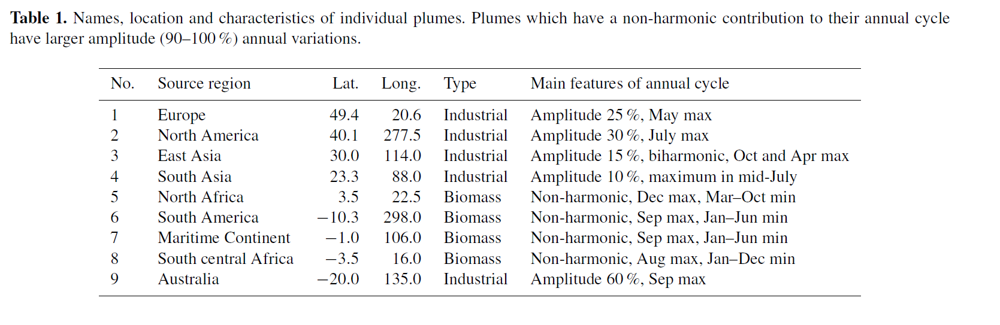 Table 1. Names, location and characteristics of individual plumes. Plumes which have a non-harmonic contribution to their annual cycle
have larger amplitude (90–100 %) annual variations.
No. Source region Lat. Long. Type Main features of annual cycle
1 Europe 49.4 20.6 Industrial Amplitude 25 %, May max
2 North America 40.1 277.5 Industrial Amplitude 30 %, July max
3 East Asia 30.0 114.0 Industrial Amplitude 15 %, biharmonic, Oct and Apr max
4 South Asia 23.3 88.0 Industrial Amplitude 10 %, maximum in mid-July
5 North Africa 3.5 22.5 Biomass Non-harmonic, Dec max, Mar–Oct min
6 South America −10.3 298.0 Biomass Non-harmonic, Sep max, Jan–Jun min
7 Maritime Continent −1.0 106.0 Biomass Non-harmonic, Sep max, Jan–Jun min
8 South central Africa −3.5 16.0 Biomass Non-harmonic, Aug max, Jan–Dec min
9 Australia −20.0 135.0 Industrial Amplitude 60 %, Sep max